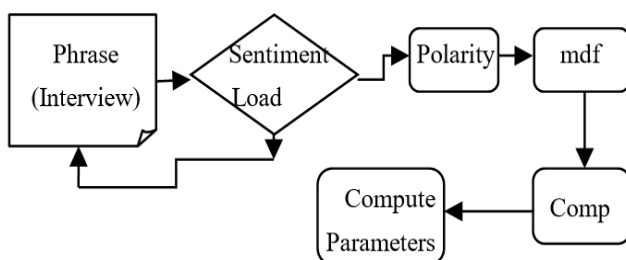 Phrase
(Interview)
Sentiment
Load
Polarity
mdf
Comp
Compute
Parameters